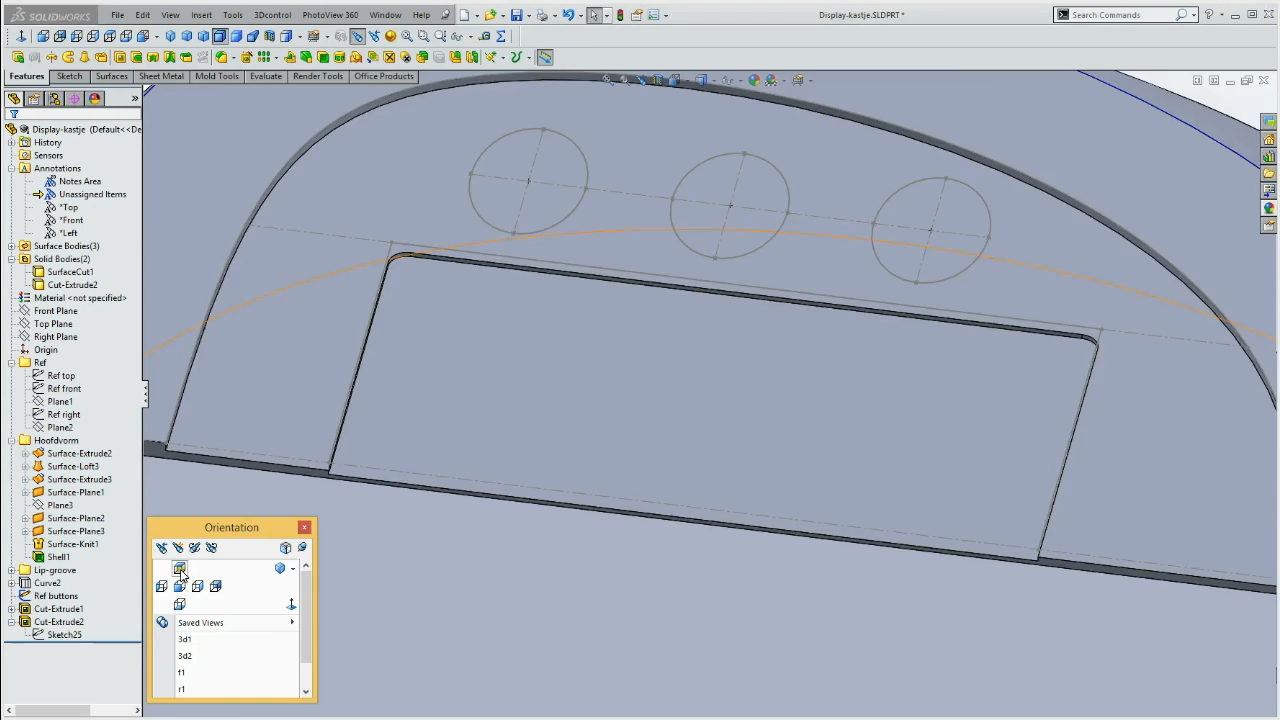 SOLIDWORKS File Edit View Insert Tools 3Dcontrol PhotoView 360 Window Help Display-kastje.SLDPRT * Search Commands
Features Sketch Surfaces Sheet Metal Mold Tools Evaluate Render Tools Office Products
Display-kastje (Default<<De
History
Sensors
Annotations
Notes Area
Unassigned Items
*Top
*Front
*Left
Surface Bodies(3)
Solid Bodies(2)
SurfaceCut1
Cut-Extrude2
Material <not specified>
Front Plane
Top Plane
Right Plane
Origin
Ref
Ref top
Ref front
Plane1
Ref right
Plane2
Hoofdvorm
Surface-Extrude2
Surface-Loft3
Surface-Extrude3
Surface-Plane1
Plane3
Surface-Plane2
Surface-Plane3
Surface-Knit1
Shell1
Lip-groove
Curve2
Ref buttons
Cut-Extrude1
Cut-Extrude2
Sketch25
Orientation
Saved Views
3d1
3d2
f1
r1